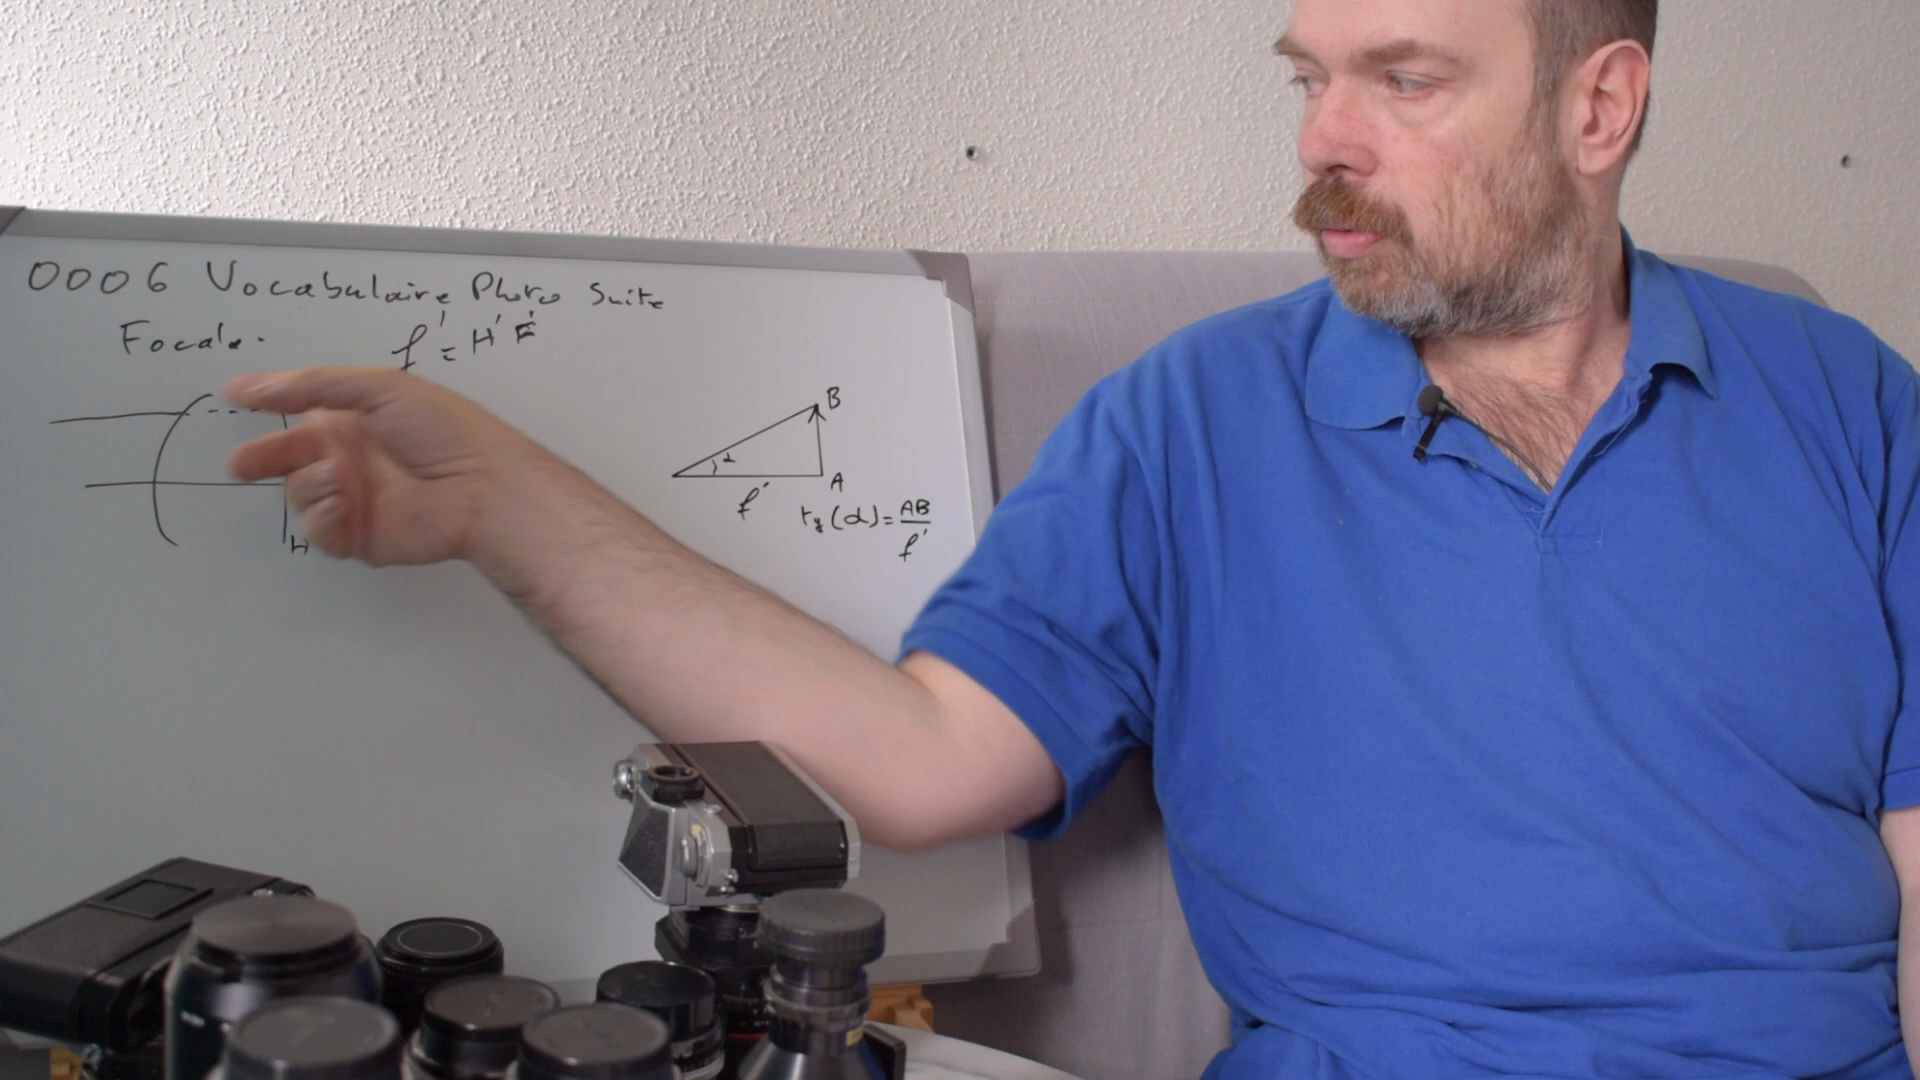 0006 Vocabulaire Photo Suite
Focale.
f' = H'F'
B
α
A
f'
tg(α) = AB/f'
H